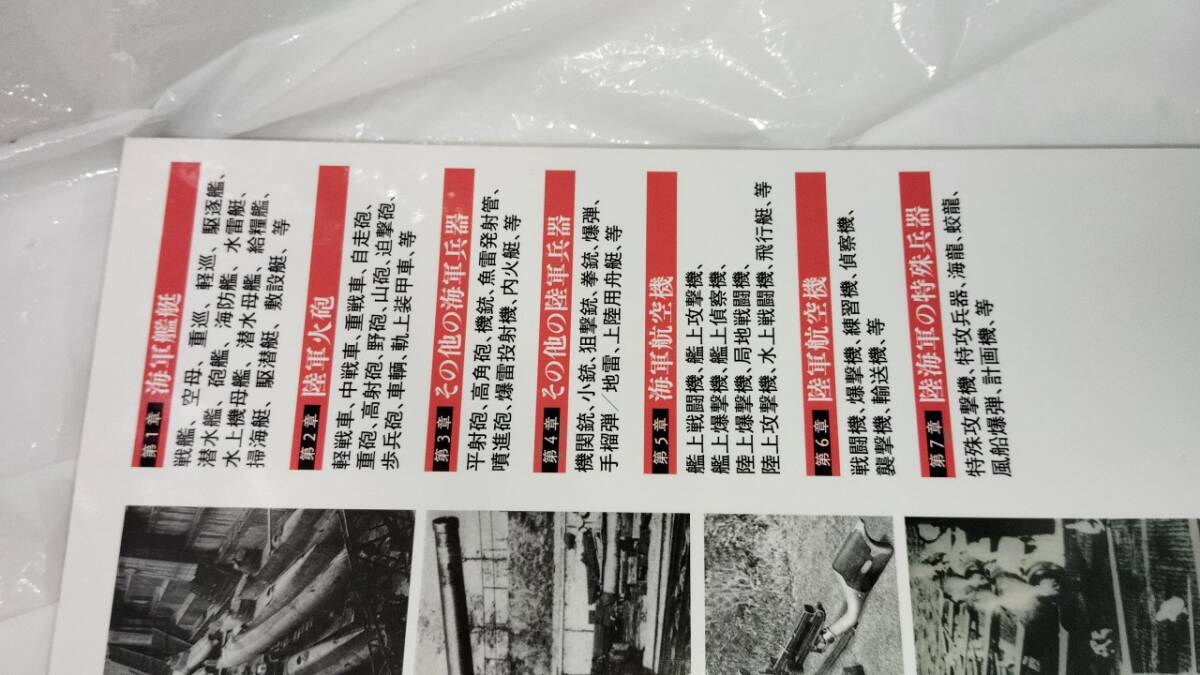 第1章 海軍艦艇
戦艦、空母、重巡、軽巡、駆逐艦、
潜水艦、砲艦、海防艦、水雷艇、
水上機母艦、潜水母艦、給糧艦、
掃海艇、駆潜艇、敷設艇、等
第2章 陸軍火砲
軽戦車、中戦車、重戦車、自走砲、
重砲、高射砲、野砲、山砲、迫撃砲、
歩兵砲、車輌、軌上装甲車、等
第3章 その他の海軍兵器
平射砲、高角砲、機銃、魚雷発射管、
噴進砲、爆雷投射機、内火艇、等
第4章 その他の陸軍兵器
機関銃、小銃、狙撃銃、拳銃、爆弾、
手榴弾/地雷、上陸用舟艇、等
第5章 海軍航空機
艦上戦闘機、艦上攻撃機、
艦上爆撃機、艦上偵察機、
陸上爆撃機、局地戦闘機、
陸上攻撃機、水上戦闘機、飛行艇、等
第6章 陸軍航空機
戦闘機、爆撃機、練習機、偵察機、
襲撃機、輸送機、等
第7章 陸海軍の特殊兵器
特殊攻撃機、特攻兵器、海龍、蛟龍、
風船爆弾、計画機、等